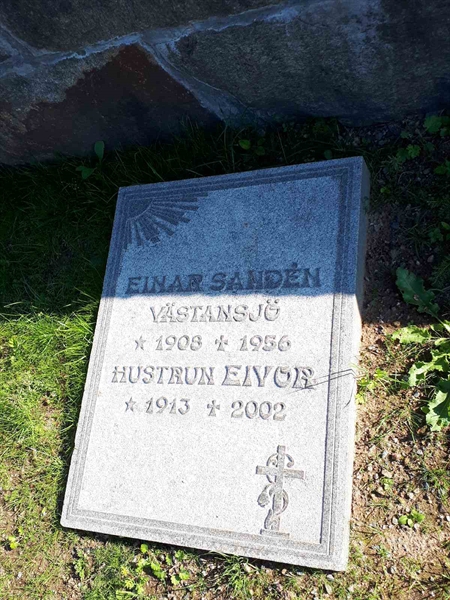 EINAR SANDÉN
VÄSTANSJÖ
* 1908 ✝ 1956
HUSTRUN EIVOR
* 1913 ✝ 2002